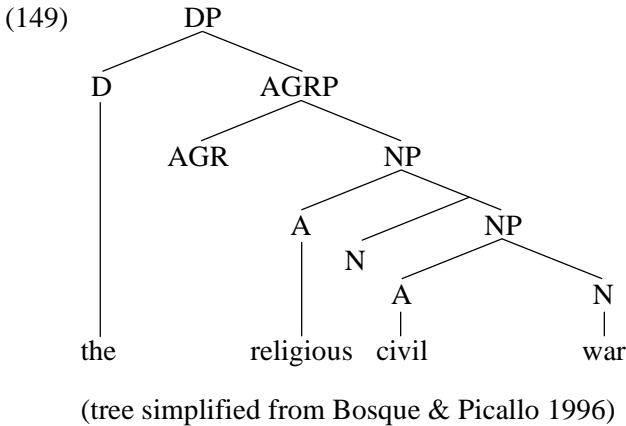 (149) DP
D AGRP
AGR NP
A NP
N
A N
the religious civil war
(tree simplified from Bosque & Picallo 1996)